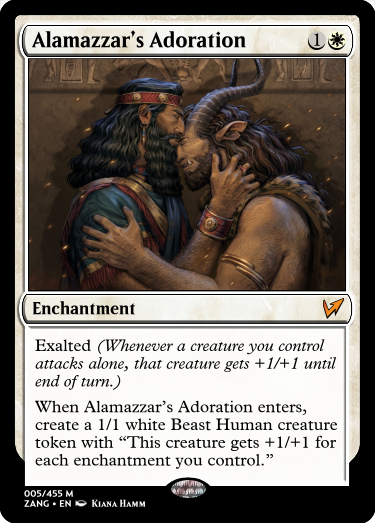 Alamazzar's Adoration 1
Enchantment
Exalted (Whenever a creature you control
attacks alone, that creature gets +1/+1 until
end of turn.)
When Alamazzar's Adoration enters,
create a 1/1 white Beast Human creature
token with “This creature gets +1/+1 for
each enchantment you control.”
005/455 M
ZANG • EN Kiana Hamm